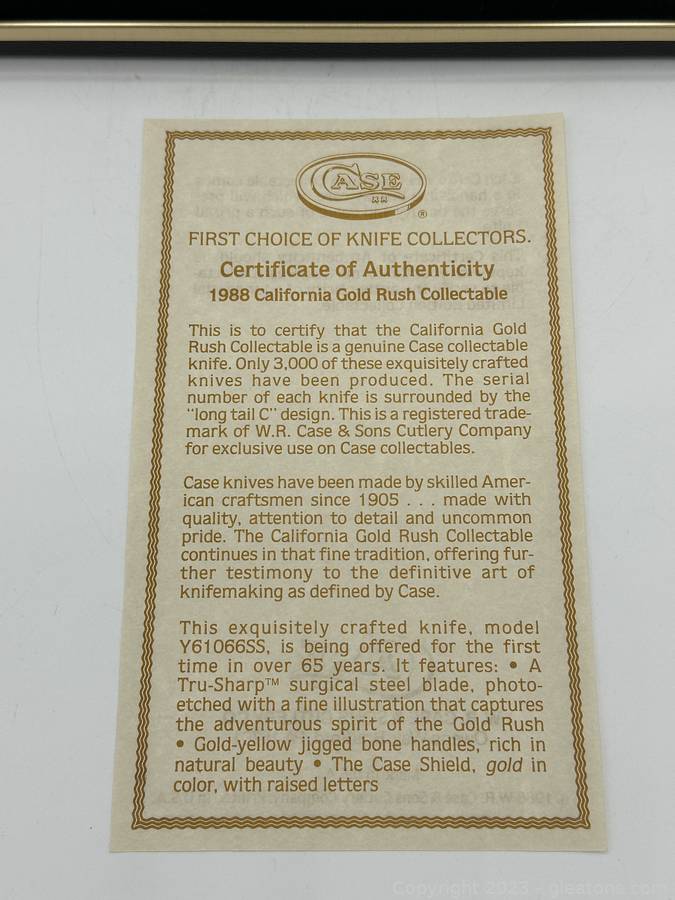 CASE
XX
®
FIRST CHOICE OF KNIFE COLLECTORS.
Certificate of Authenticity
1988 California Gold Rush Collectable
This is to certify that the California Gold
Rush Collectable is a genuine Case collectable
knife. Only 3,000 of these exquisitely crafted
knives have been produced. The serial
number of each knife is surrounded by the
"long tail C" design. This is a registered trade-
mark of W.R. Case & Sons Cutlery Company
for exclusive use on Case collectables.
Case knives have been made by skilled Amer-
ican craftsmen since 1905 . . . made with
quality, attention to detail and uncommon
pride. The California Gold Rush Collectable
continues in that fine tradition, offering fur-
ther testimony to the definitive art of
knifemaking as defined by Case.
This exquisitely crafted knife, model
Y61066SS, is being offered for the first
time in over 65 years. It features: • A
Tru-Sharp™ surgical steel blade, photo-
etched with a fine illustration that captures
the adventurous spirit of the Gold Rush
• Gold-yellow jigged bone handles, rich in
natural beauty • The Case Shield, gold in
color, with raised letters
Copyright 2023 - gleatons.com